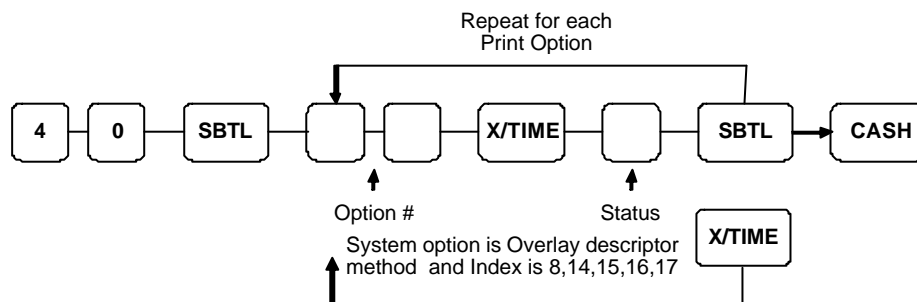 Repeat for each
Print Option
4 0 SBTL X/TIME SBTL CASH
Option # Status
X/TIME
System option is Overlay descriptor
method and Index is 8,14,15,16,17